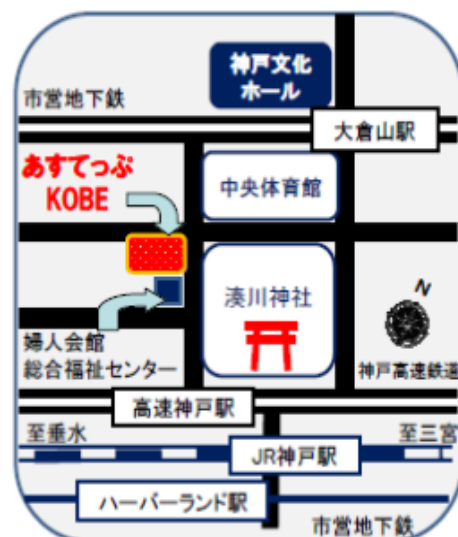 神戸文化
ホール
市営地下鉄
大倉山駅
あすてっぷ
KOBE
中央体育館
湊川神社
N
婦人会館
総合福祉センター
神戸高速鉄道
高速神戸駅
至垂水
至三宮
JR神戸駅
ハーバーランド駅
市営地下鉄